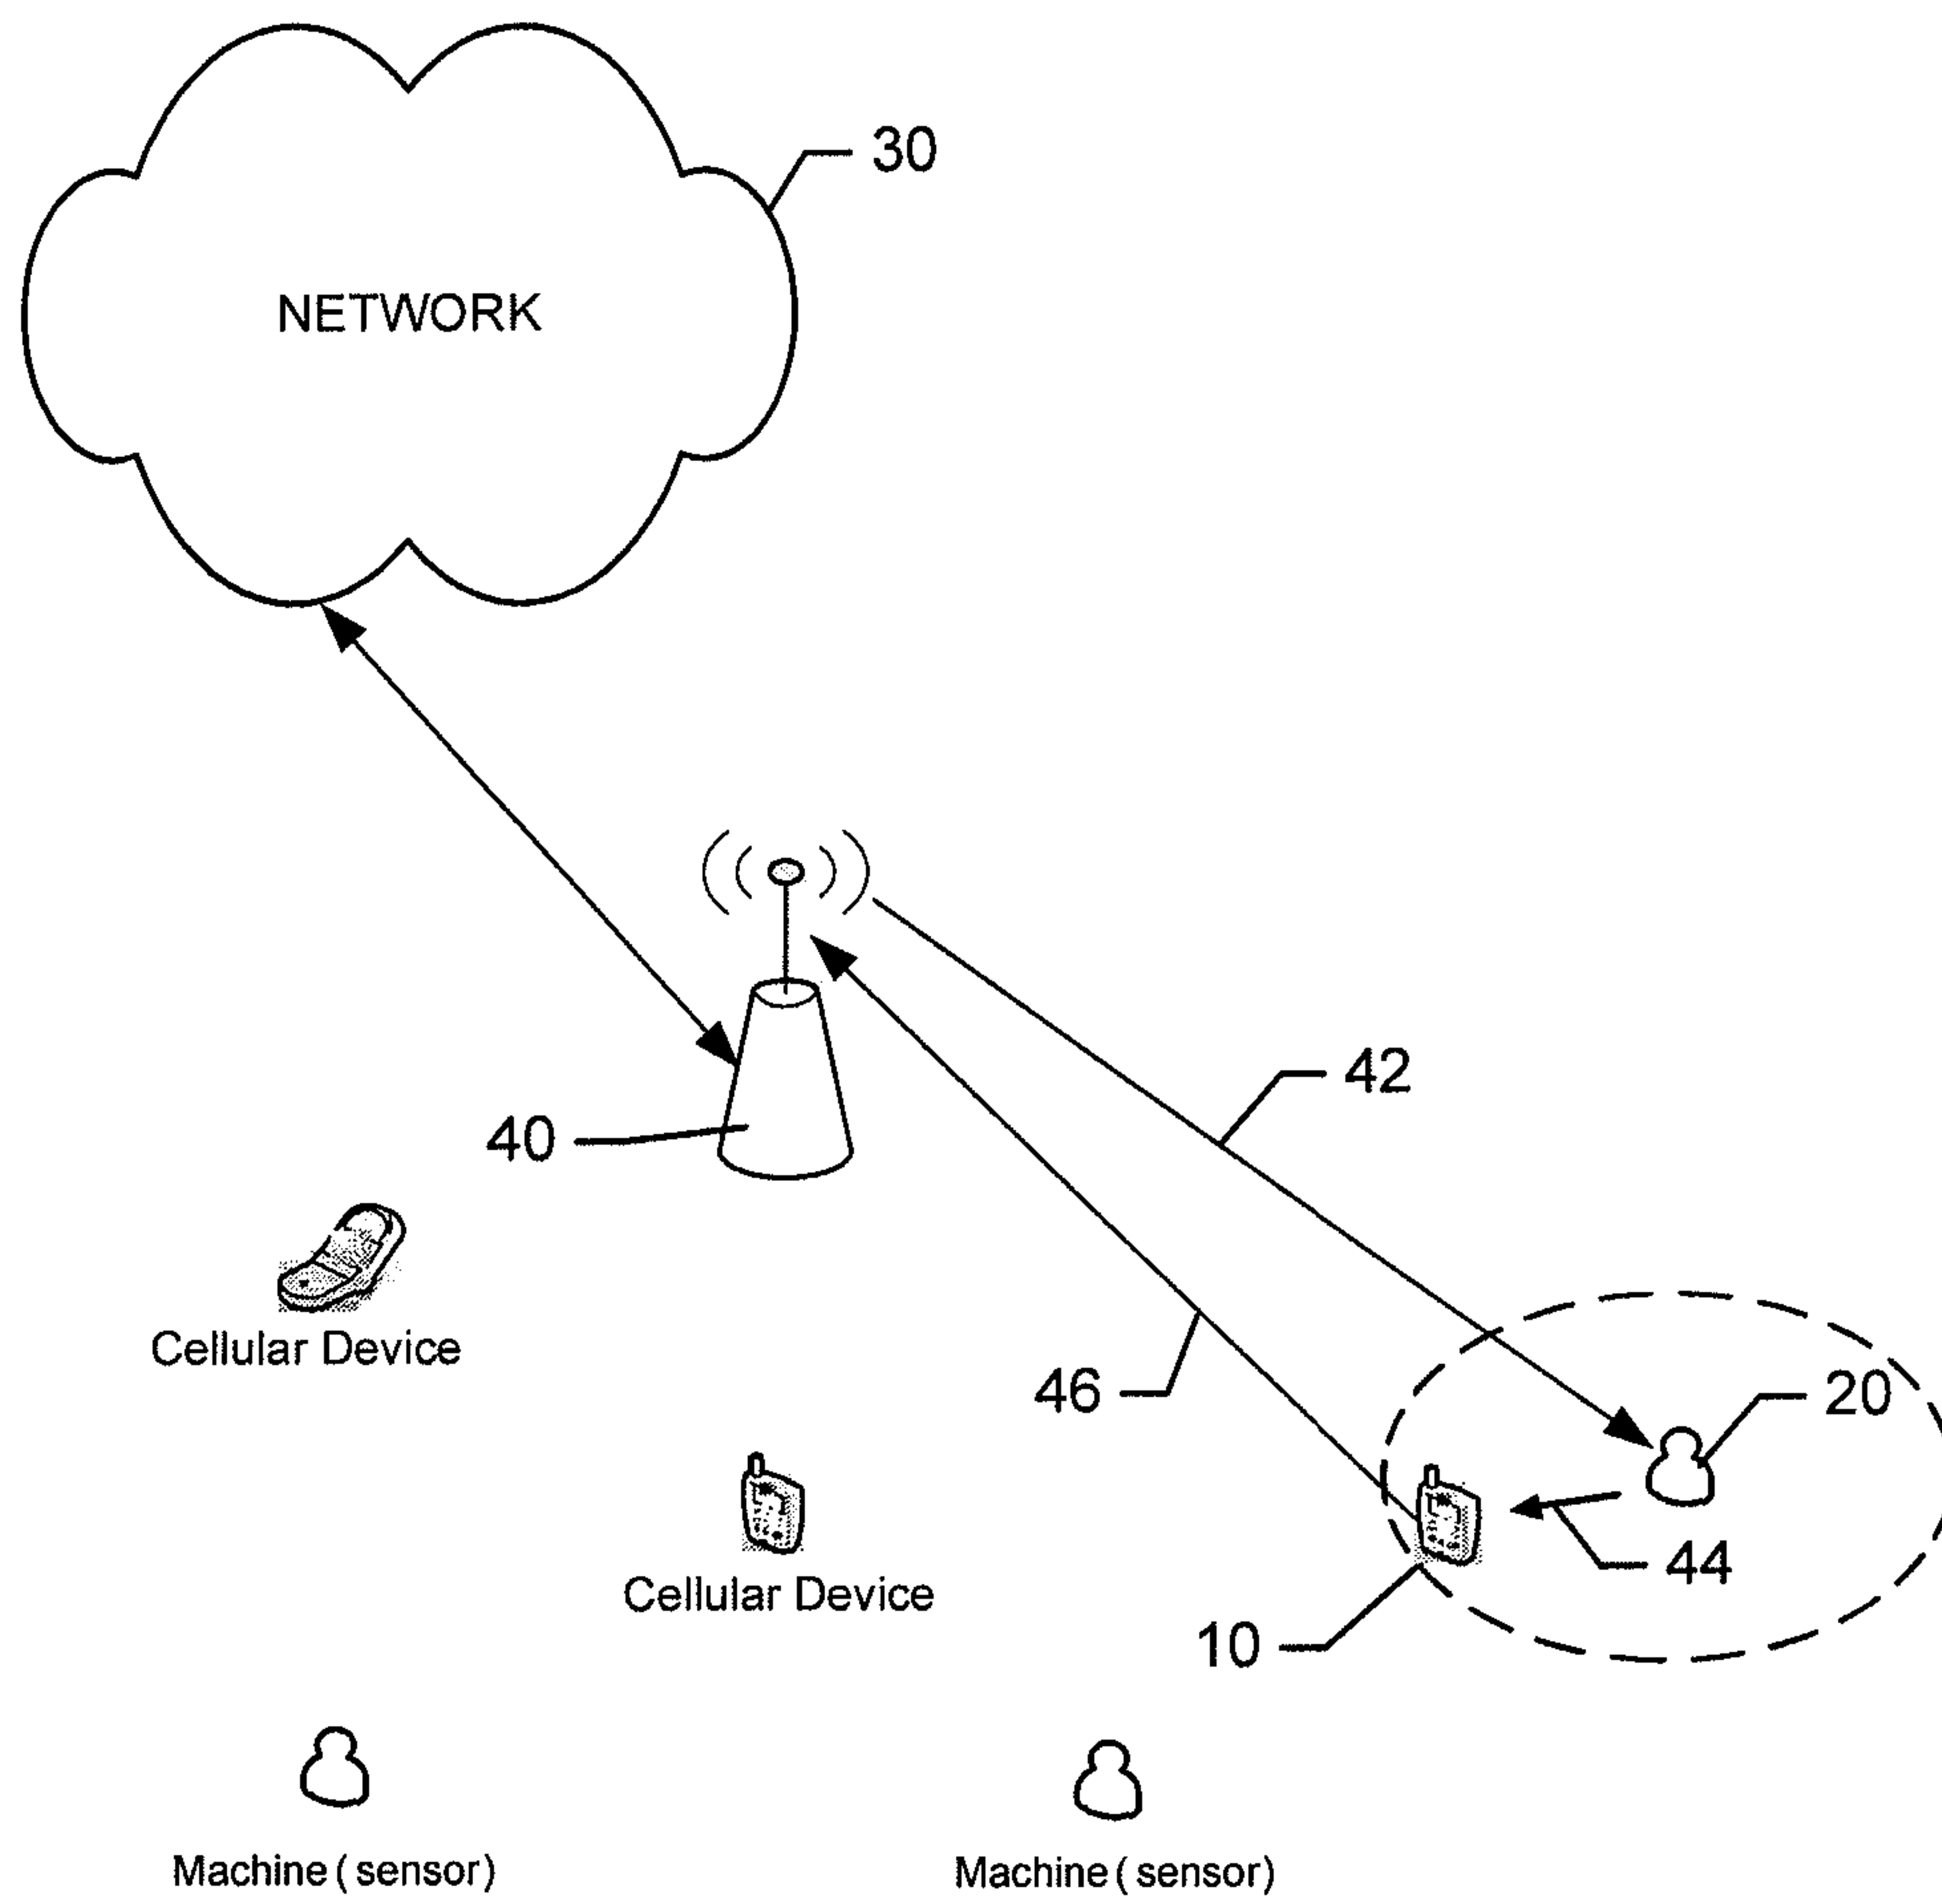 30
NETWORK
42
40
Cellular Device
46
20
44
Cellular Device
10
Machine ( sensor)
Machine ( sensor)